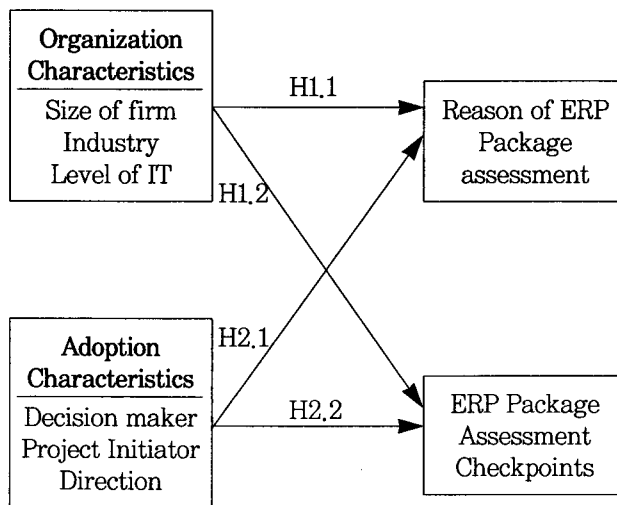 Organization
Characteristics
Size of firm
Industry
Level of IT
H1.1
Reason of ERP
Package
assessment
H1.2
H2.1
Adoption
Characteristics
Decision maker
Project Initiator
Direction
H2.2
ERP Package
Assessment
Checkpoints